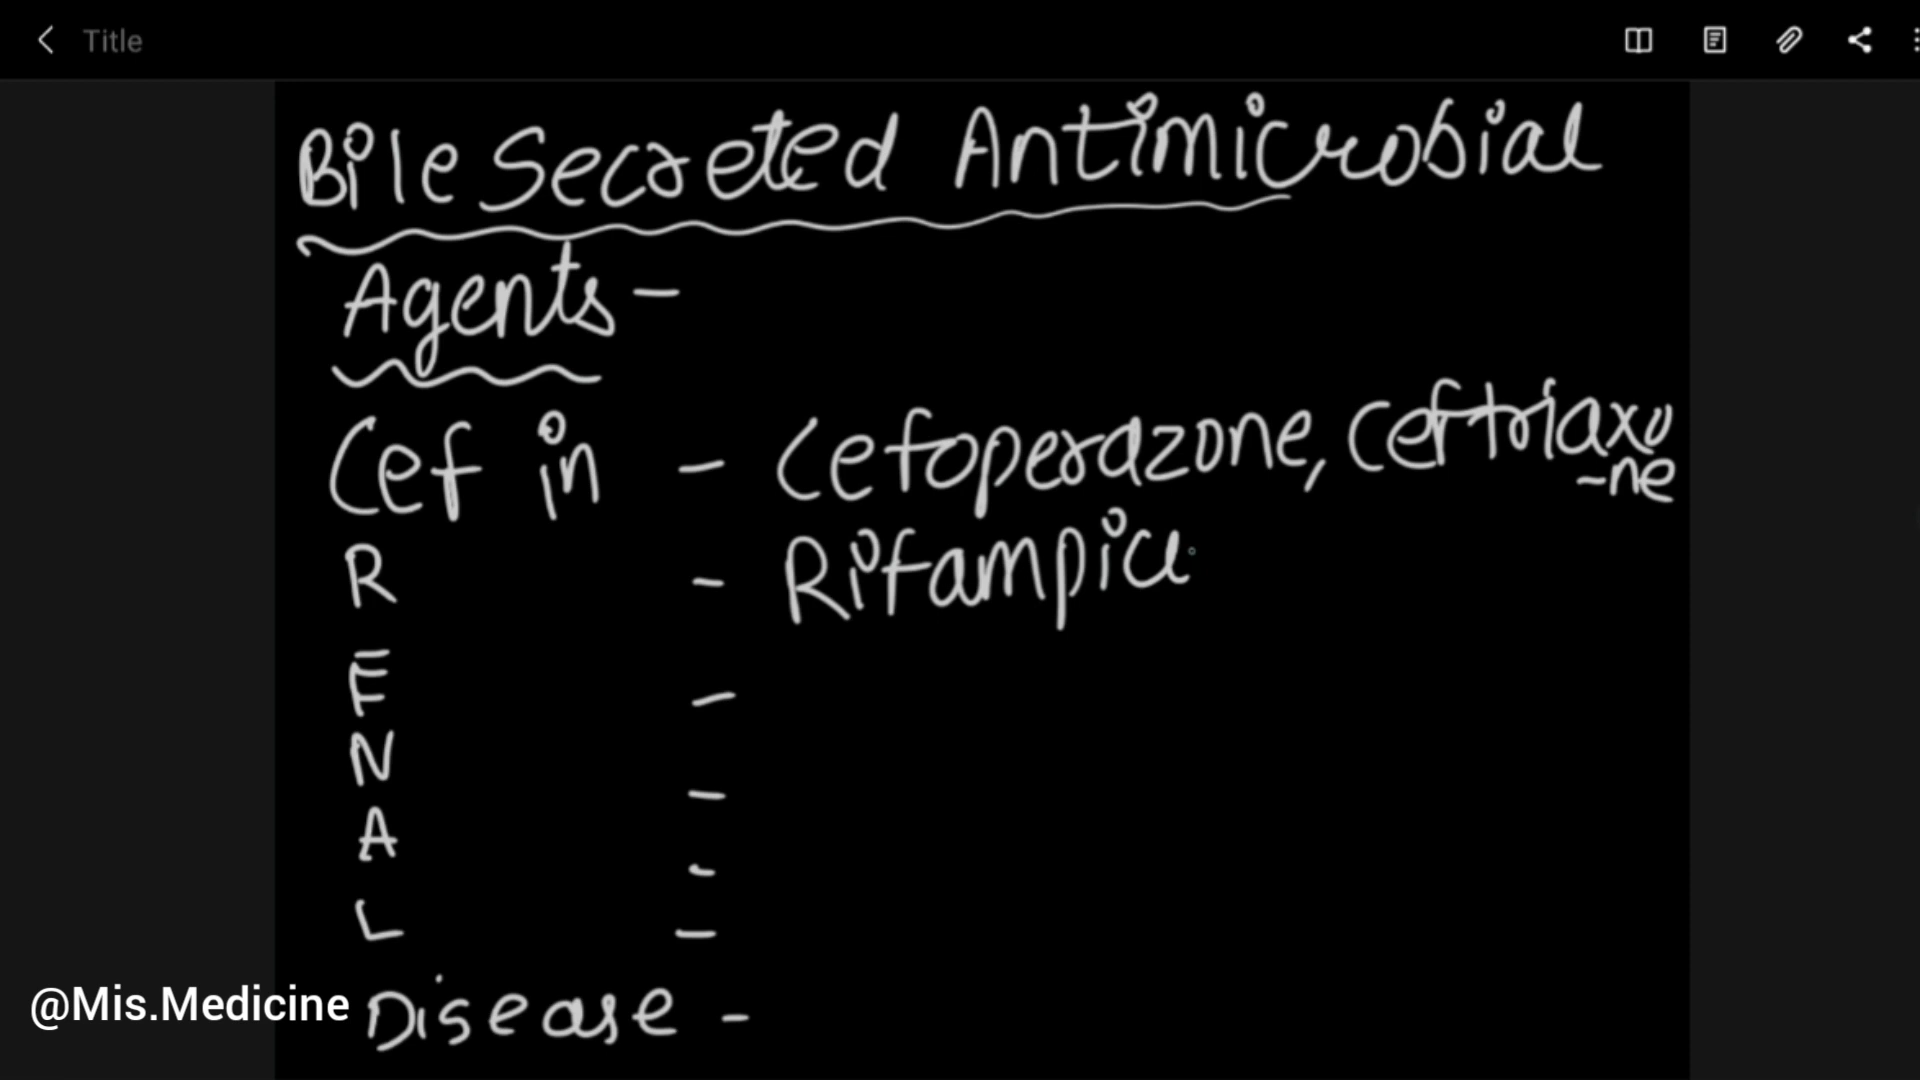 Title
Bile Secreted Antimicrobial
Agents -
Cef in - Cefoperazone, Ceftriaxo
-ne
R - Rifampici
E -
N -
A -
L -
@Mis.Medicine
Disease -